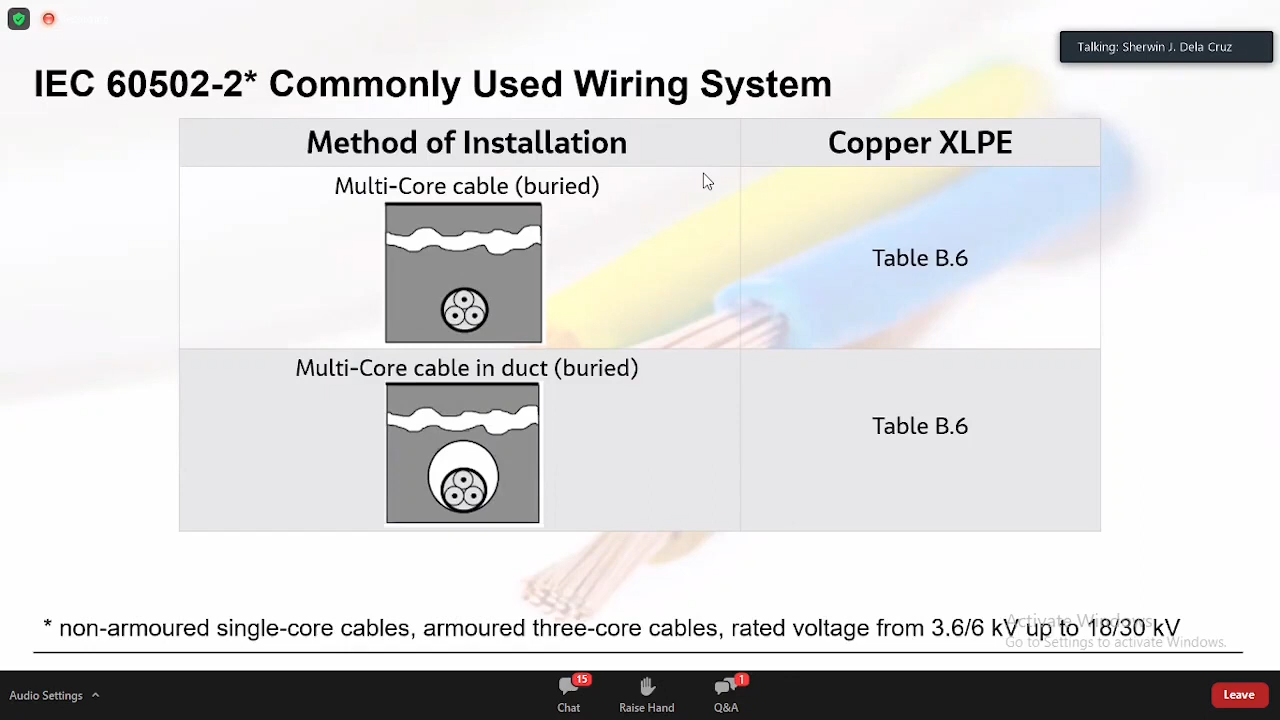 Talking: Sherwin J. Dela Cruz
IEC 60502-2* Commonly Used Wiring System
Method of Installation
Copper XLPE
Multi-Core cable (buried)
Table B.6
Multi-Core cable in duct (buried)
Table B.6
* non-armoured single-core cables, armoured three-core cables, rated voltage from 3.6/6 kV up to 18/30 kV
Activate Windows
Go to Settings to activate Windows.
Audio Settings
15
Chat
Raise Hand
1
Q&A
Leave